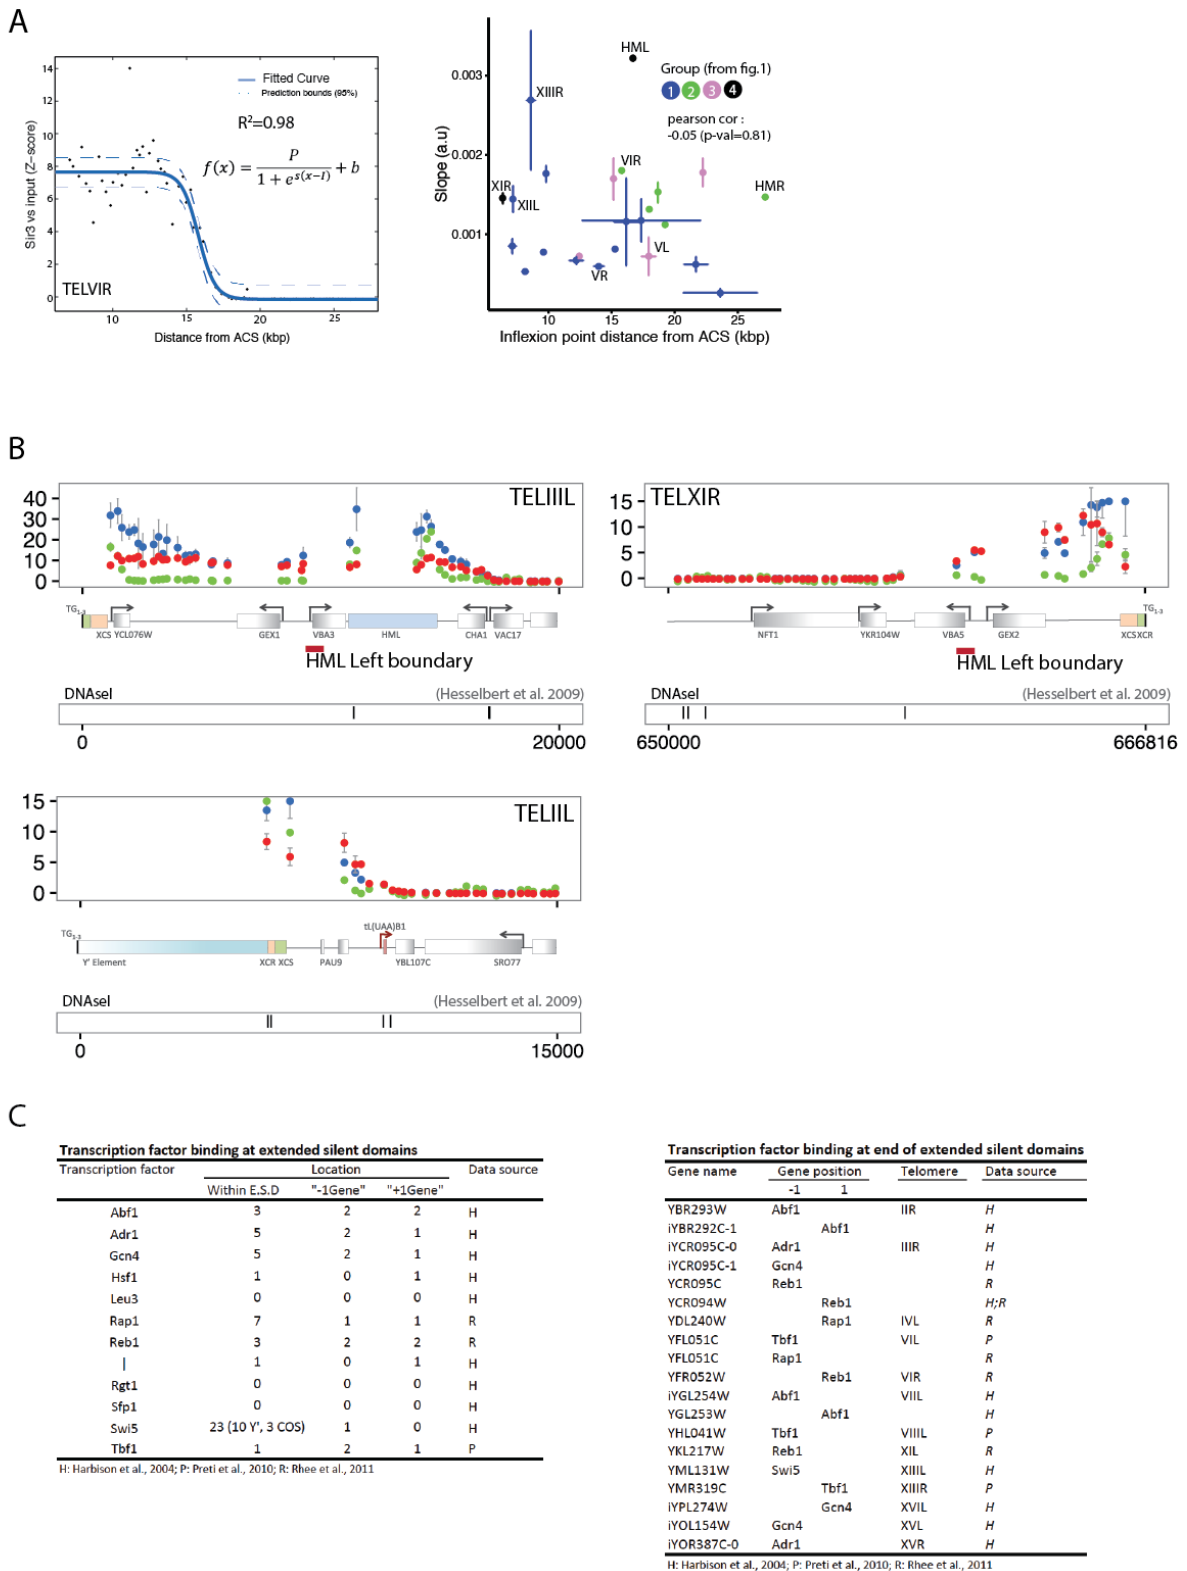 A
14
12
10
8
6
4
2
0
Sir3 vs input (Z-score)
Fitted Curve
Prediction bounds (95%)
R²=0.98
f(x) = P / (1 + e^{s(x-I)}) + b
TELVIR
10
15
20
25
Distance from ACS (kbp)
0.003
0.002
0.001
Slope (a.u)
HML
Group (from fig.1)
1 2 3 4
pearson cor :
-0.05 (p-val=0.81)
XIIIR
VIR
XIR
XIIL
HMR
VL
VR
10
15
20
25
Inflexion point distance from ACS (kbp)
B
TELIIIL
40
30
20
10
0
TG1-3
XCS YCL076W
GEX1
VBA3
HML
CHA1
VAC17
HML Left boundary
DNAseI
(Hesselbert et al. 2009)
0
20000
TELXIR
15
10
5
0
TG1-3
NFT1
YKR104W
VBA5
GEX2
XCS XCR
HML Left boundary
DNAseI
(Hesselbert et al. 2009)
650000
666816
TELIIL
15
10
5
0
TG1-3
tL(UAA)B1
Y' Element
XCR XCS
PAU9
YBL107C
SRO77
DNAseI
(Hesselbert et al. 2009)
0
15000
C
Transcription factor binding at extended silent domains
Transcription factor Location Data source
Within E.S.D "-1Gene" "+1Gene"
Abf1 3 2 2 H
Adr1 5 2 1 H
Gcn4 5 2 1 H
Hsf1 1 0 1 H
Leu3 0 0 0 H
Rap1 7 1 1 R
Reb1 3 2 2 R
| 1 0 1 H
Rgt1 0 0 0 H
Sfp1 0 0 0 H
Swi5 23 (10 Y', 3 COS) 1 0 H
Tbf1 1 2 1 P
H: Harbison et al., 2004; P: Preti et al., 2010; R: Rhee et al., 2011
Transcription factor binding at end of extended silent domains
Gene name Gene position Telomere Data source
-1 1
YBR293W Abf1 IIR H
iYBR292C-1 Abf1 H
iYCR095C-0 Adr1 IIIR H
iYCR095C-1 Gcn4 H
YCR095C Reb1 R
YCR094W Reb1 H;R
YDL240W Rap1 IVL R
YFL051C Tbf1 VIL P
YFL051C Rap1 R
YFR052W Reb1 VIR R
iYGL254W Abf1 VIIL H
YGL253W Abf1 H
YHL041W Tbf1 VIIIL P
YKL217W Reb1 XIL R
YML131W Swi5 XIIIL H
YMR319C Tbf1 XIIIR P
iYPL274W Gcn4 XVIL H
iYOL154W Gcn4 XVL H
iYOR387C-0 Adr1 XVR H
H: Harbison et al., 2004; P: Preti et al., 2010; R: Rhee et al., 2011